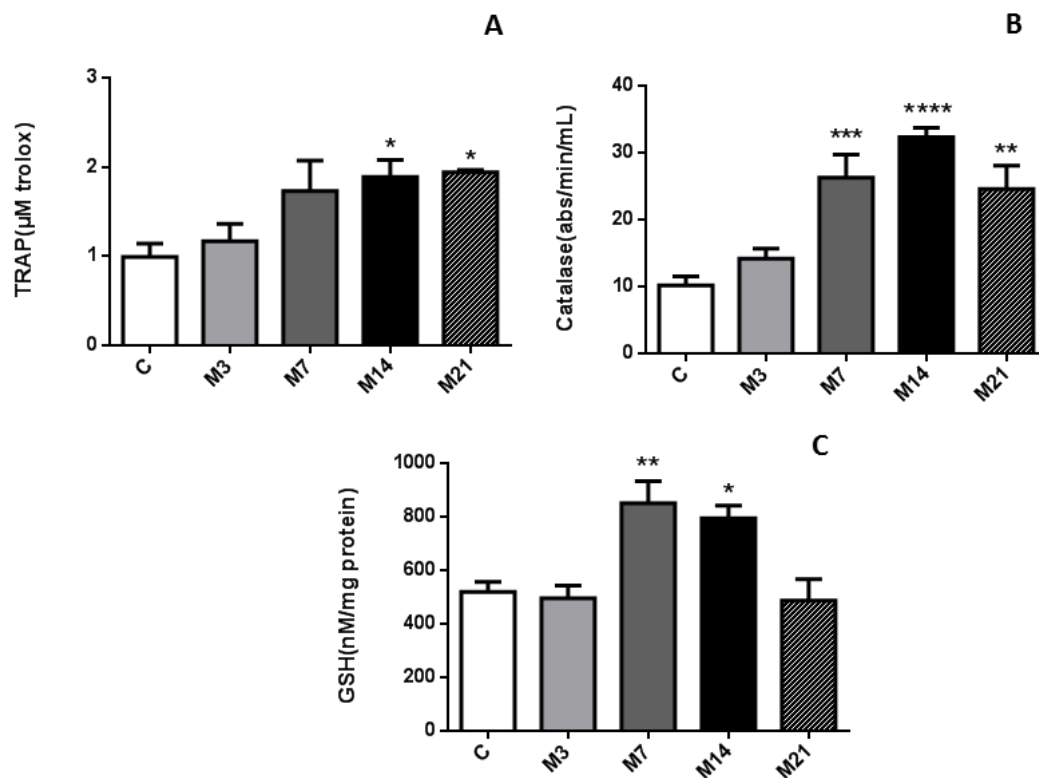 A
TRAP(µM trolox)
3
2
1
0
*
*
C
M3
M7
M14
M21
B
Catalase(abs/min/mL)
40
30
20
10
0
***
****
**
C
M3
M7
M14
M21
C
GSH(nM/mg protein)
1000
800
600
400
200
0
**
*
C
M3
M7
M14
M21